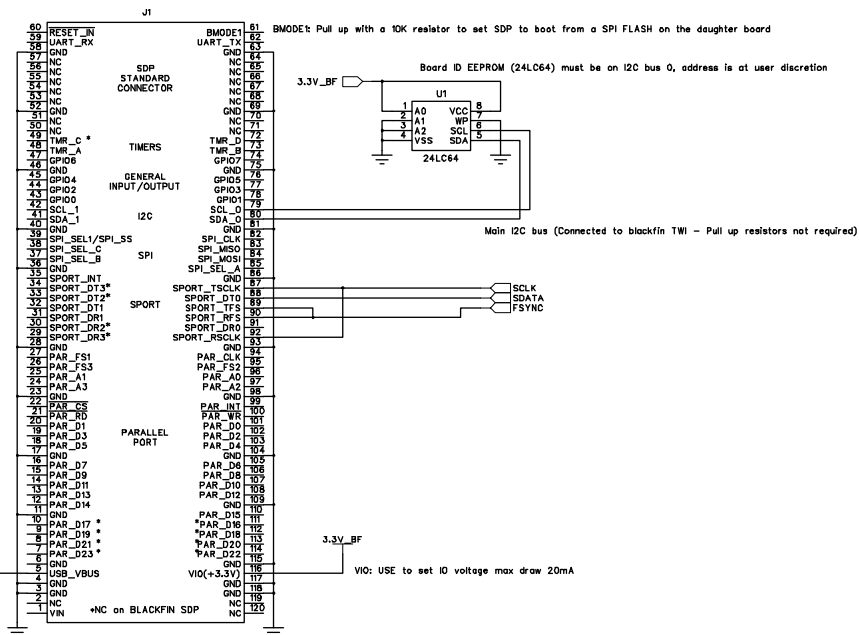 J1
60 RESET_IN BMODE1 61
59 UART_RX UART_TX 62
58 GND GND 63
57 NC NC 64
56 NC NC 65
55 NC NC 66
54 NC NC 67
53 NC NC 68
52 GND GND 69
51 NC NC 70
50 NC NC 71
49 TMR_C * TMR_D 72
48 TMR_A TMR_B 73
47 GPIO6 GPIO7 74
46 GND GND 75
45 GPIO4 GPIO5 76
44 GPIO2 GPIO3 77
43 GPIO0 GPIO1 78
42 SCL_1 SCL_0 79
41 SDA_1 SDA_0 80
40 GND GND 81
39 SPI_SEL1/SPI_SS SPI_CLK 82
38 SPI_SEL_C SPI_MISO 83
37 SPI_SEL_B SPI_MOSI 84
36 GND SPI_SEL_A 85
35 SPORT_INT GND 86
34 SPORT_DT3* SPORT_TSCLK 87
33 SPORT_DT2* SPORT_DT0 88
32 SPORT_DT1 SPORT_TFS 89
31 SPORT_DR1 SPORT_RFS 90
30 SPORT_DR2* SPORT_DR0 91
29 SPORT_DR3* SPORT_RSCLK 92
28 GND GND 93
27 PAR_FS1 PAR_CLK 94
26 PAR_FS3 PAR_FS2 95
25 PAR_A1 PAR_A0 96
24 PAR_A3 PAR_A2 97
23 GND GND 98
22 PAR_CS PAR_INT 99
21 PAR_RD PAR_WR 100
20 PAR_D1 PAR_D0 101
19 PAR_D3 PAR_D2 102
18 PAR_D5 PAR_D4 103
17 GND GND 104
16 PAR_D7 PAR_D6 105
15 PAR_D9 PAR_D8 106
14 PAR_D11 PAR_D10 107
13 PAR_D13 PAR_D12 108
12 PAR_D14 GND 109
11 GND PAR_D15 110
10 PAR_D17 * *PAR_D16 111
9 PAR_D19 * *PAR_D18 112
8 PAR_D21 * *PAR_D20 113
7 PAR_D23 * *PAR_D22 114
6 GND GND 115
5 USB_VBUS VIO(+3.3V) 116
4 GND GND 117
3 GND GND 118
2 NC NC 119
1 VIN NC 120
SDP
STANDARD
CONNECTOR
TIMERS
GENERAL
INPUT/OUTPUT
I2C
SPI
SPORT
PARALLEL
PORT
*NC on BLACKFIN SDP
BMODE1: Pull up with a 10K resistor to set SDP to boot from a SPI FLASH on the daughter board
Board ID EEPROM (24LC64) must be on I2C bus 0, address is at user discretion
3.3V_BF
U1
1 A0 VCC 8
2 A1 WP 7
3 A2 SCL 6
4 VSS SDA 5
24LC64
Main I2C bus (Connected to blackfin TWI - Pull up resistors not required)
SCLK
SDATA
FSYNC
3.3V_BF
VIO: USE to set IO voltage max draw 20mA